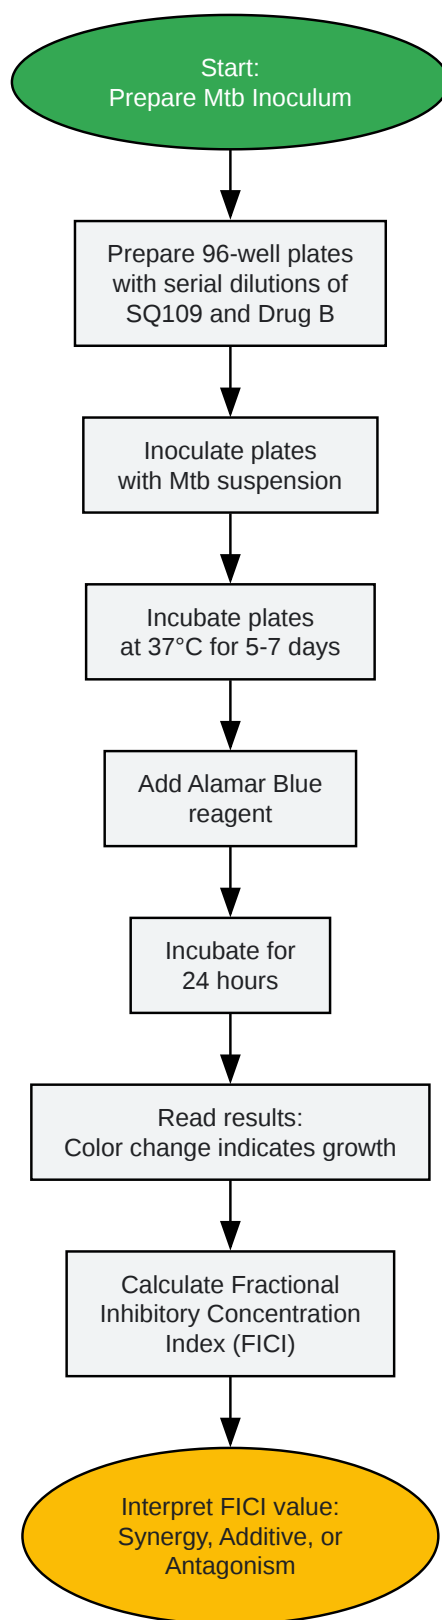 Start:
Prepare Mtb Inoculum
Prepare 96-well plates
with serial dilutions of
SQ109 and Drug B
Inoculate plates
with Mtb suspension
Incubate plates
at 37°C for 5-7 days
Add Alamar Blue
reagent
Incubate for
24 hours
Read results:
Color change indicates growth
Calculate Fractional
Inhibitory Concentration
Index (FICI)
Interpret FICI value:
Synergy, Additive, or
Antagonism